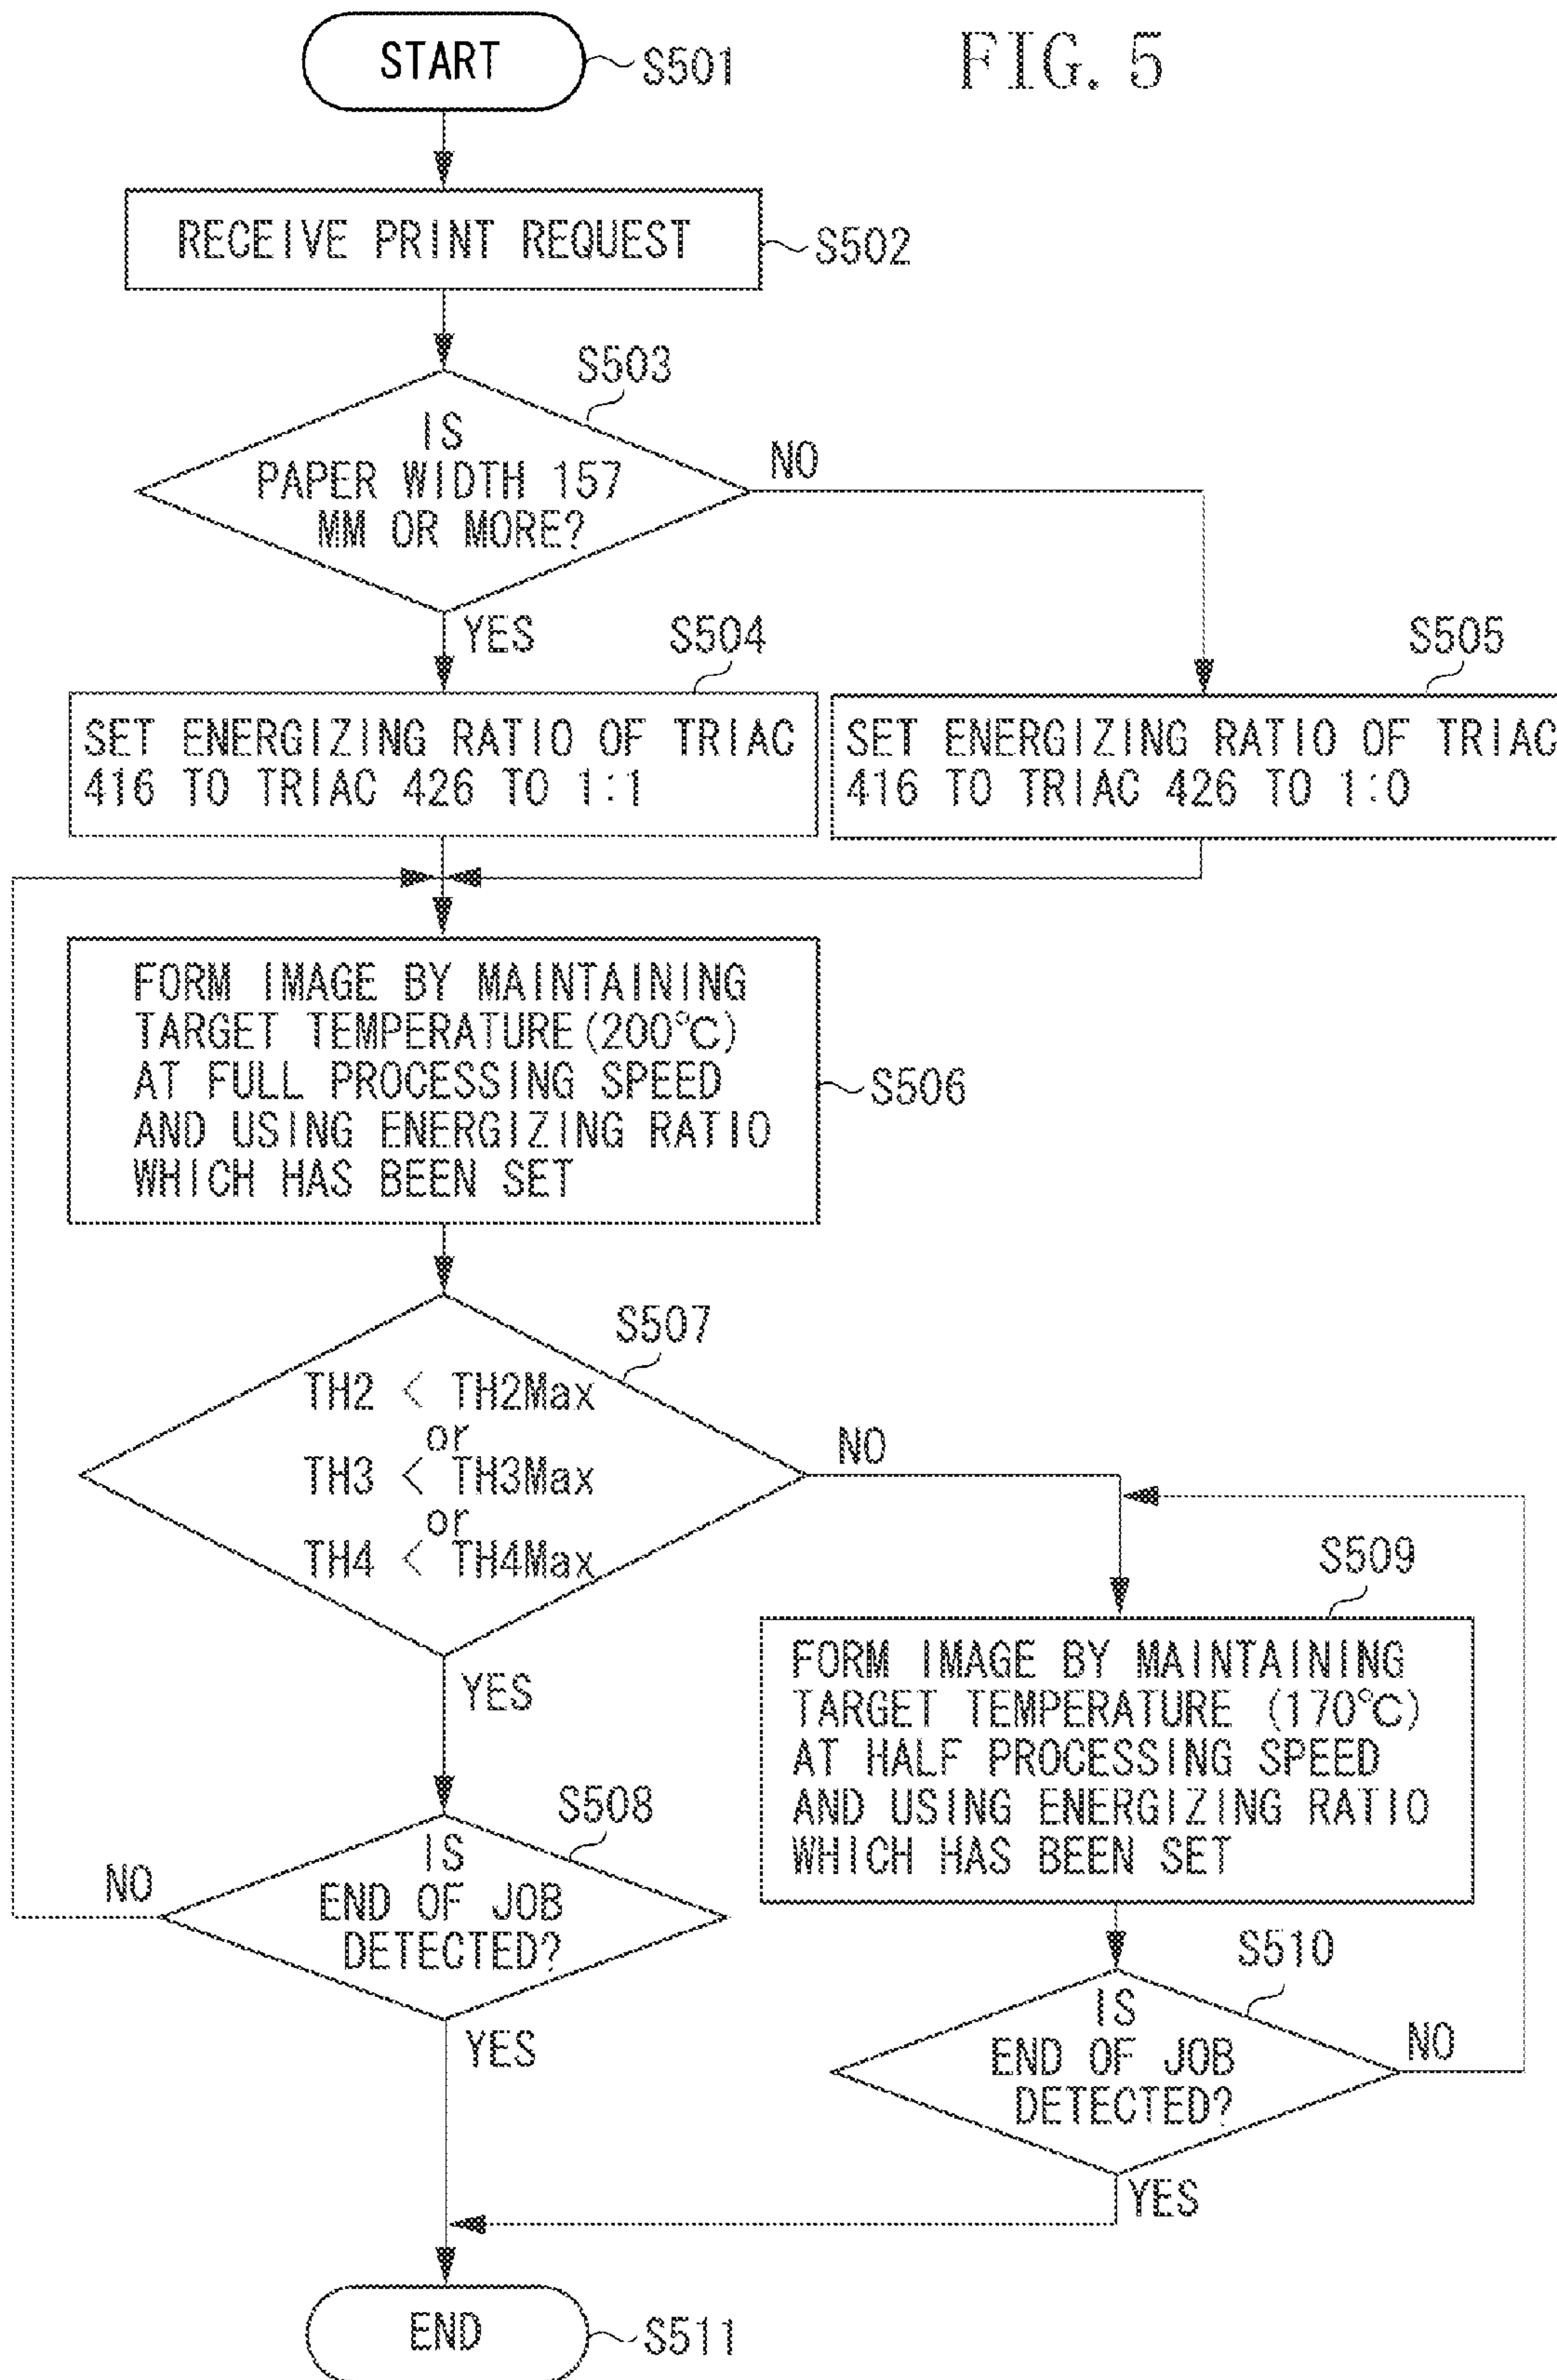 FIG. 5
START
S501
RECEIVE PRINT REQUEST
S502
S503
IS
PAPER WIDTH 157
MM OR MORE?
NO
YES
S504
SET ENERGIZING RATIO OF TRIAC
416 TO TRIAC 426 TO 1:1
S505
SET ENERGIZING RATIO OF TRIAC
416 TO TRIAC 426 TO 1:0
FORM IMAGE BY MAINTAINING
TARGET TEMPERATURE(200℃)
AT FULL PROCESSING SPEED
AND USING ENERGIZING RATIO
WHICH HAS BEEN SET
S506
S507
TH2 < TH2Max
or
TH3 < TH3Max
or
TH4 < TH4Max
NO
YES
S509
FORM IMAGE BY MAINTAINING
TARGET TEMPERATURE (170℃)
AT HALF PROCESSING SPEED
AND USING ENERGIZING RATIO
WHICH HAS BEEN SET
S508
IS
END OF JOB
DETECTED?
NO
YES
S510
IS
END OF JOB
DETECTED?
NO
YES
END
S511